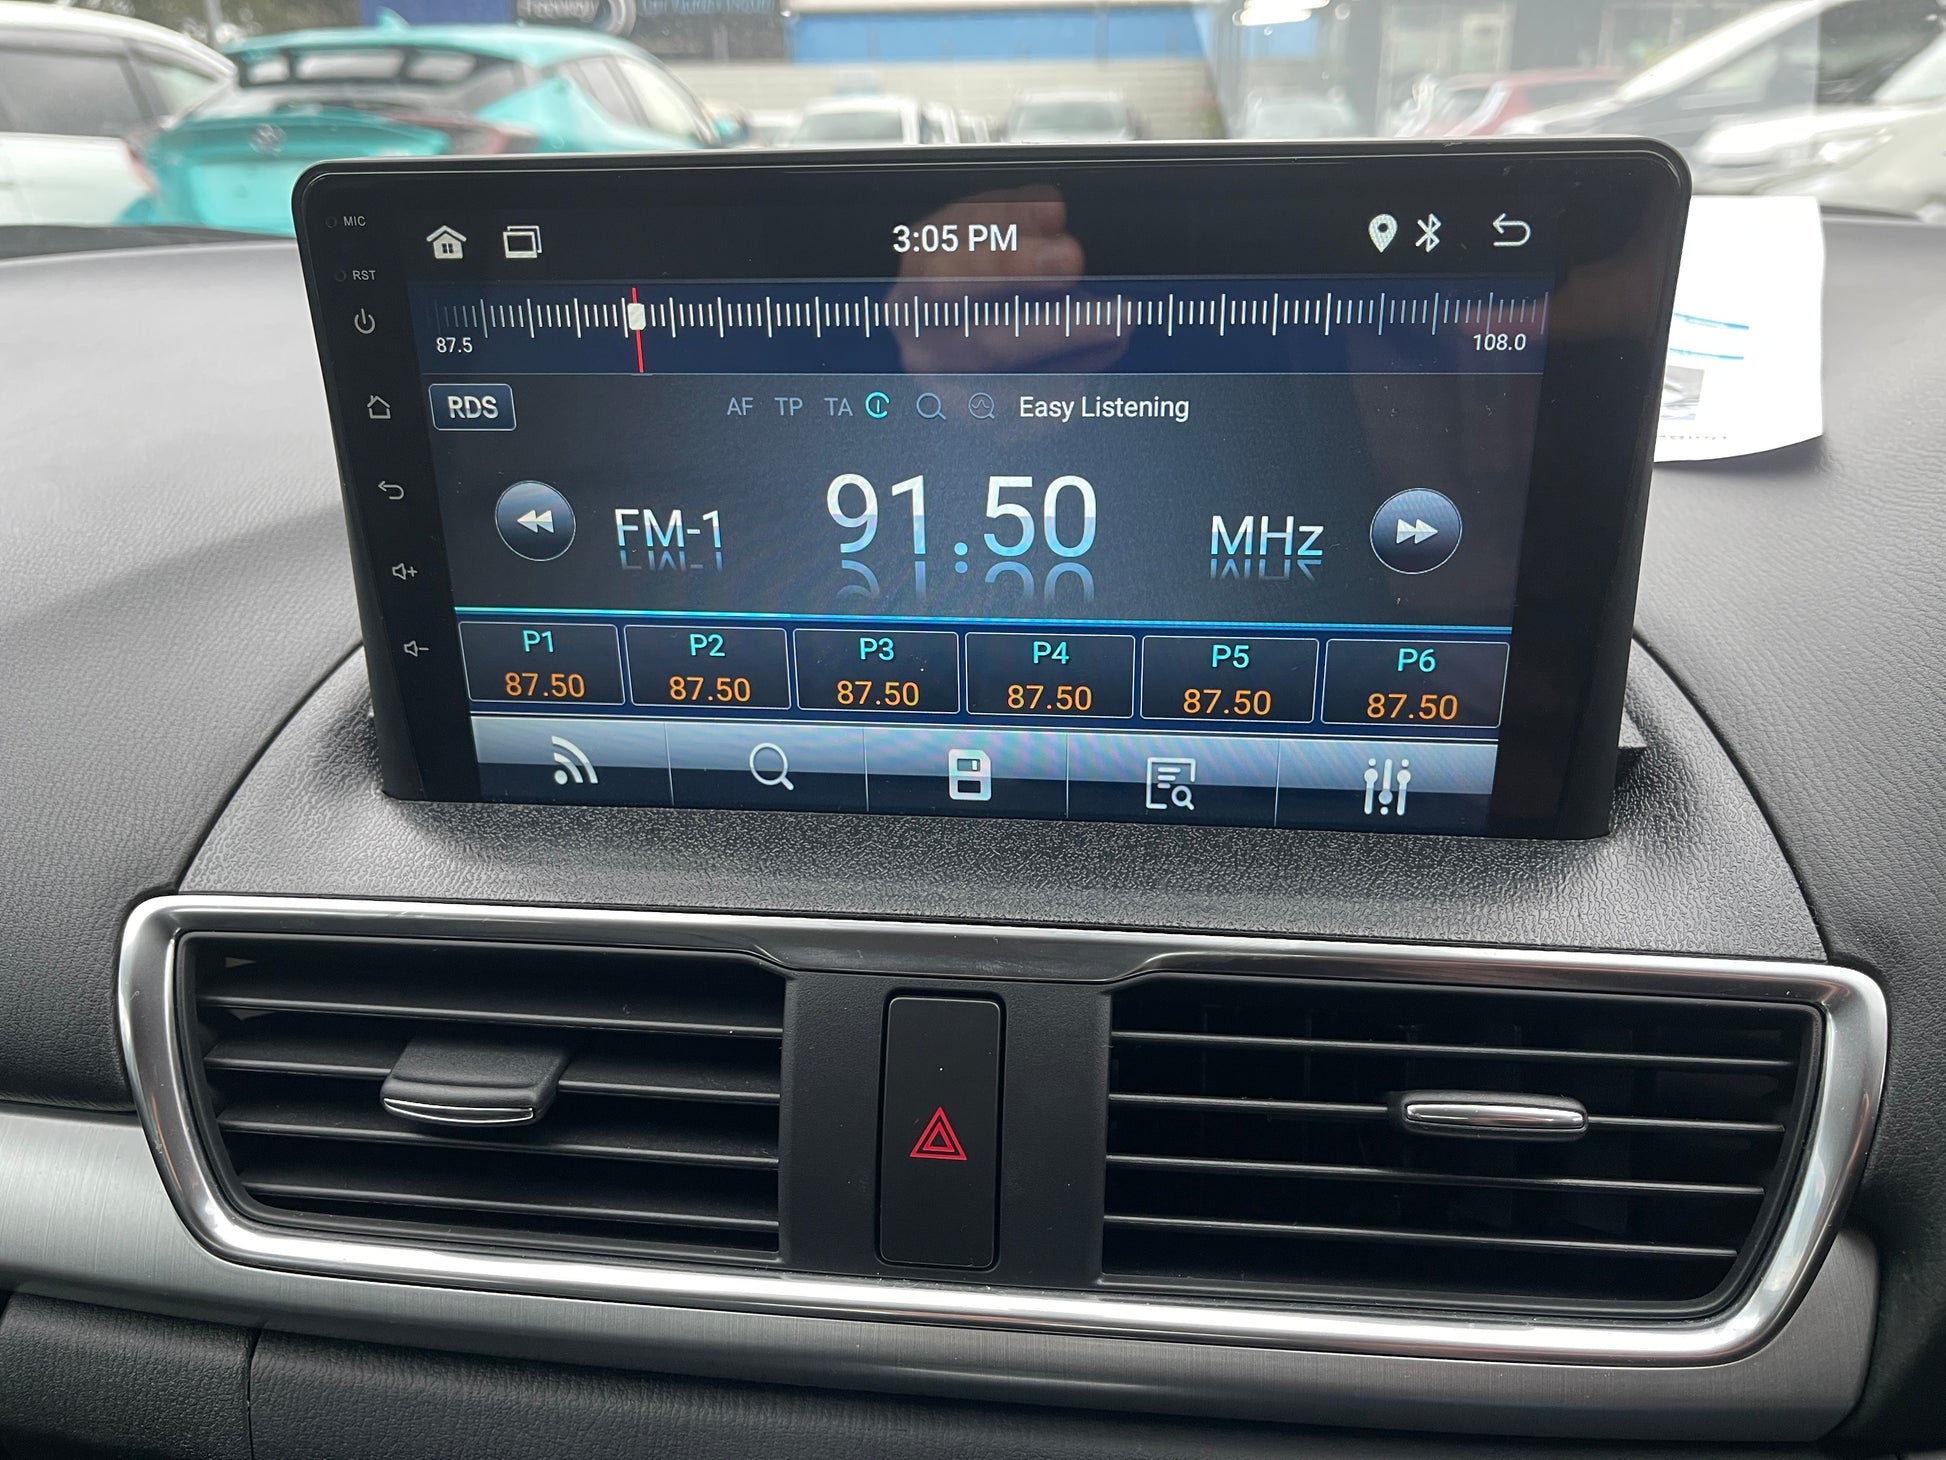 MIC
RST
3:05 PM
87.5
108.0
RDS
AF TP TA Easy Listening
FM-1 91.50 MHz
P1 P2 P3 P4 P5 P6
87.50 87.50 87.50 87.50 87.50 87.50